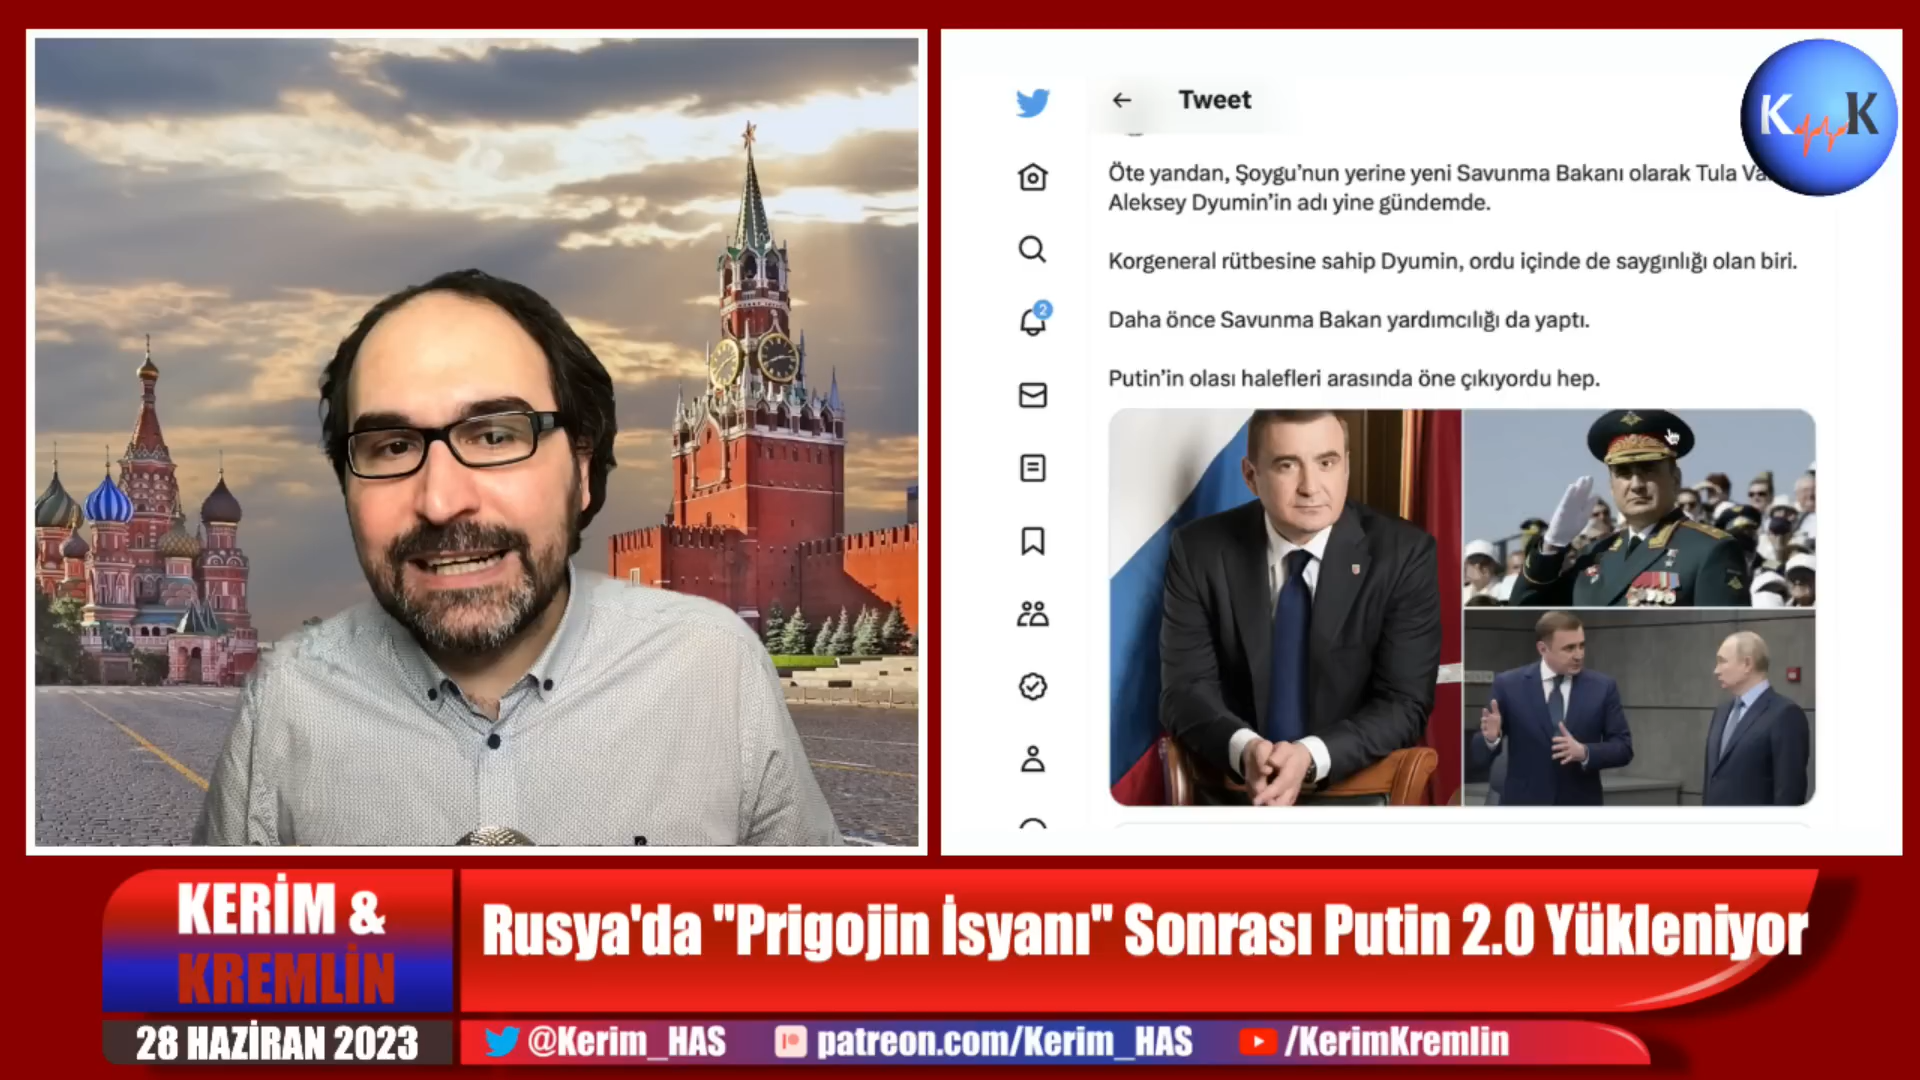 Tweet
K K
2
Öte yandan, Şoygu'nun yerine yeni Savunma Bakanı olarak Tula
Aleksey Dyumin'in adı yine gündemde.
Korgeneral rütbesine sahip Dyumin, ordu içinde de saygınlığı olan biri.
Daha önce Savunma Bakan yardımcılığı da yaptı.
Putin'in olası halefleri arasında öne çıkıyordu hep.
KERİM &
KREMLİN
Rusya'da "Prigojin İsyanı" Sonrası Putin 2.0 Yükleniyor
28 HAZİRAN 2023
@Kerim_HAS patreon.com/Kerim_HAS /KerimKremlin